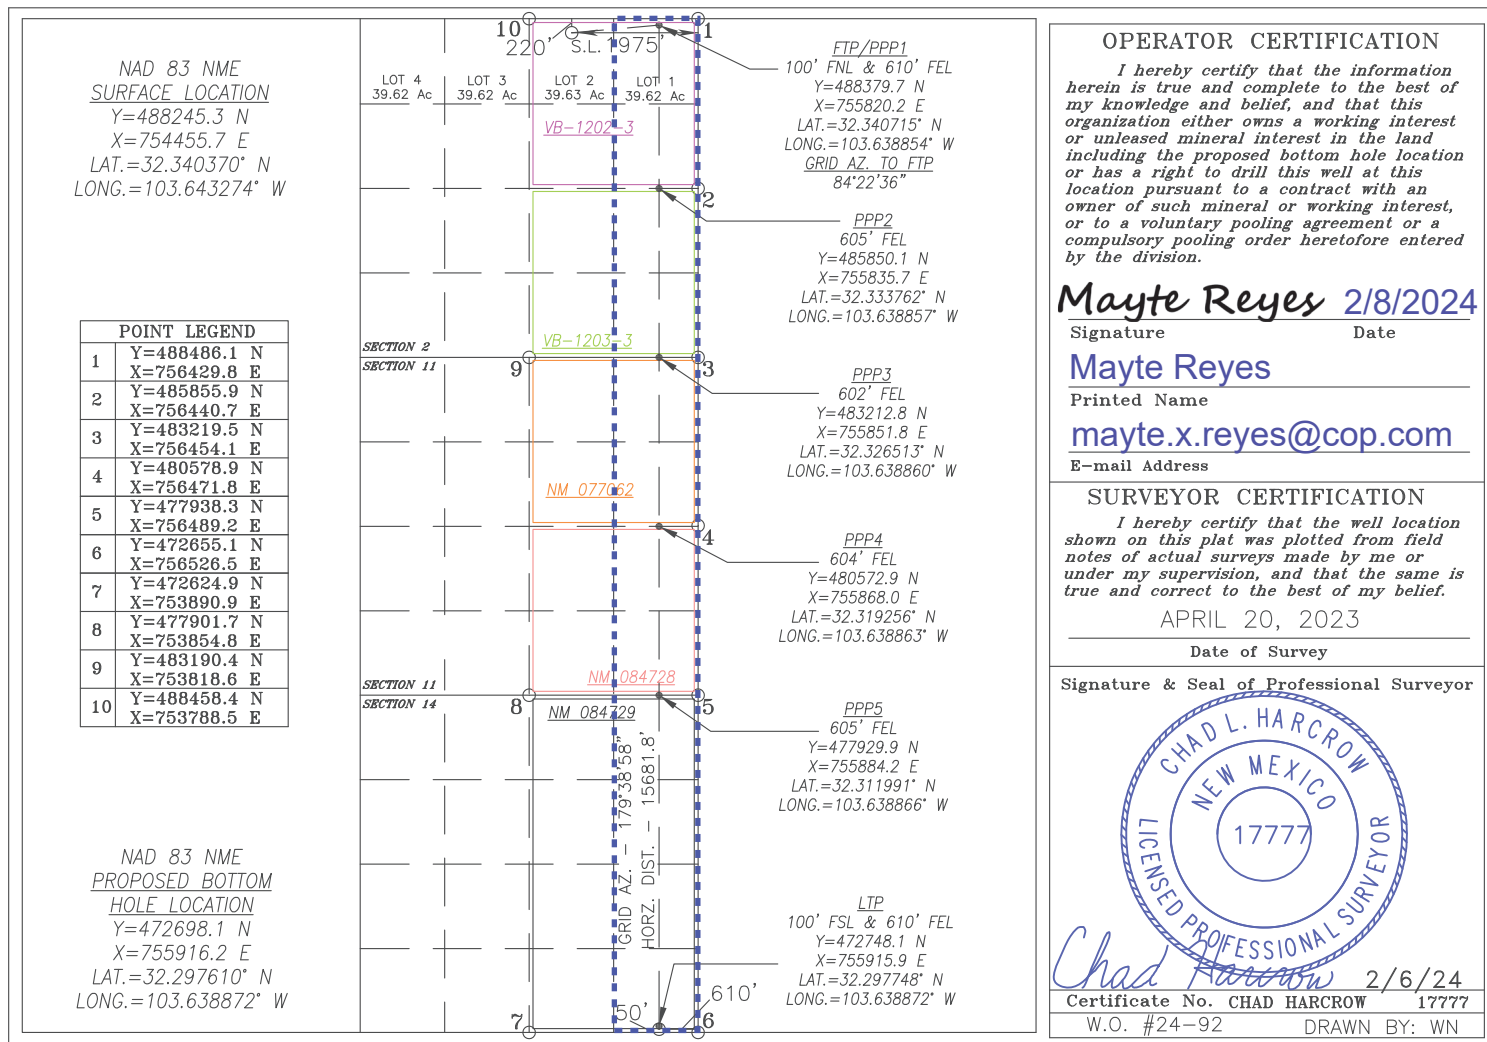 NAD 83 NME
SURFACE LOCATION
Y=488245.3 N
X=754455.7 E
LAT.=32.340370° N
LONG.=103.643274° W
POINT LEGEND
1 Y=488486.1 N
X=756429.8 E
2 Y=485855.9 N
X=756440.7 E
3 Y=483219.5 N
X=756454.1 E
4 Y=480578.9 N
X=756471.8 E
5 Y=477938.3 N
X=756489.2 E
6 Y=472655.1 N
X=756526.5 E
7 Y=472624.9 N
X=753890.9 E
8 Y=477901.7 N
X=753854.8 E
9 Y=483190.4 N
X=753818.6 E
10 Y=488458.4 N
X=753788.5 E
NAD 83 NME
PROPOSED BOTTOM
HOLE LOCATION
Y=472698.1 N
X=755916.2 E
LAT.=32.297610° N
LONG.=103.638872° W
10
1
220'
S.L.
1975'
LOT 4
39.62 Ac
LOT 3
39.62 Ac
LOT 2
39.63 Ac
LOT 1
39.62 Ac
VB-1202-3
2
VB-1203-3
SECTION 2
SECTION 11
9
3
NM 077062
4
NM 084728
SECTION 11
SECTION 14
8
5
NM 084729
GRID AZ. - 179°38'58"
HORZ. DIST. - 15681.8'
50'
610'
7
6
FTP/PPP1
100' FNL & 610' FEL
Y=488379.7 N
X=755820.2 E
LAT.=32.340715° N
LONG.=103.638854° W
GRID AZ. TO FTP
84°22'36"
PPP2
605' FEL
Y=485850.1 N
X=755835.7 E
LAT.=32.333762° N
LONG.=103.638857° W
PPP3
602' FEL
Y=483212.8 N
X=755851.8 E
LAT.=32.326513° N
LONG.=103.638860° W
PPP4
604' FEL
Y=480572.9 N
X=755868.0 E
LAT.=32.319256° N
LONG.=103.638863° W
PPP5
605' FEL
Y=477929.9 N
X=755884.2 E
LAT.=32.311991° N
LONG.=103.638866° W
LTP
100' FSL & 610' FEL
Y=472748.1 N
X=755915.9 E
LAT.=32.297748° N
LONG.=103.638872° W
OPERATOR CERTIFICATION
I hereby certify that the information
herein is true and complete to the best of
my knowledge and belief, and that this
organization either owns a working interest
or unleased mineral interest in the land
including the proposed bottom hole location
or has a right to drill this well at this
location pursuant to a contract with an
owner of such mineral or working interest,
or to a voluntary pooling agreement or a
compulsory pooling order heretofore entered
by the division.
Mayte Reyes 2/8/2024
Signature Date
Mayte Reyes
Printed Name
mayte.x.reyes@cop.com
E-mail Address
SURVEYOR CERTIFICATION
I hereby certify that the well location
shown on this plat was plotted from field
notes of actual surveys made by me or
under my supervision, and that the same is
true and correct to the best of my belief.
APRIL 20, 2023
Date of Survey
Signature & Seal of Professional Surveyor
CHAD L. HARCROW
NEW MEXICO
17777
LICENSED PROFESSIONAL SURVEYOR
Chad Harcrow 2/6/24
Certificate No. CHAD HARCROW 17777
W.O. #24-92 DRAWN BY: WN